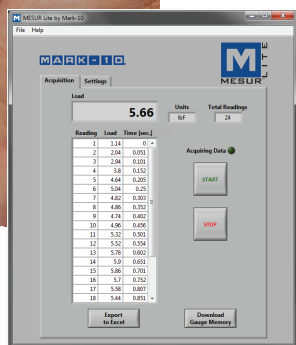 MESUR Lite by Mark-10
File Help
MARK-10
M
MESUR
LITE
Acquisition Settings
Load
5.66
Units
lbF
Total Readings
24
Reading Load Time [sec.]
1 1.14 0
2 2.04 0.051
3 2.94 0.101
4 3.8 0.152
5 4.64 0.205
6 5.04 0.25
7 4.82 0.303
8 4.86 0.352
9 4.74 0.402
10 4.96 0.456
11 5.32 0.501
12 5.52 0.554
13 5.78 0.602
14 5.9 0.651
15 5.86 0.701
16 5.7 0.752
17 5.58 0.807
18 5.44 0.851
Acquiring Data
START
STOP
Export
to Excel
Download
Gauge Memory